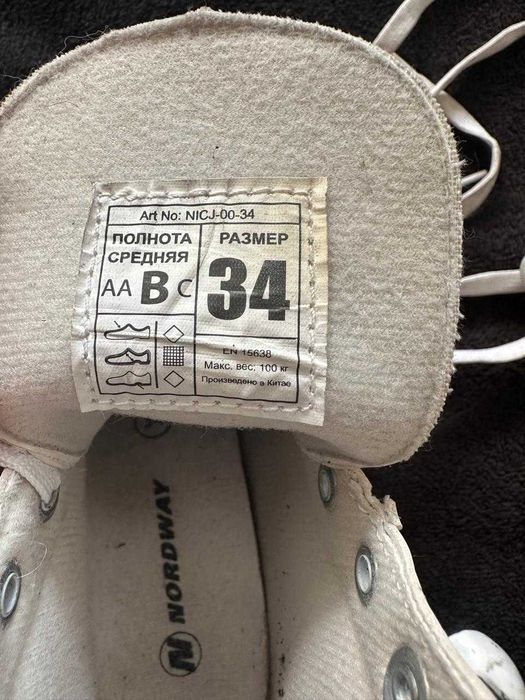 Art No: NICJ-00-34
ПОЛНОТА
СРЕДНЯЯ
AA B C
РАЗМЕР
34
EN 15638
Макс. вес: 100 кг
Произведено в Китае
N NORDWAY